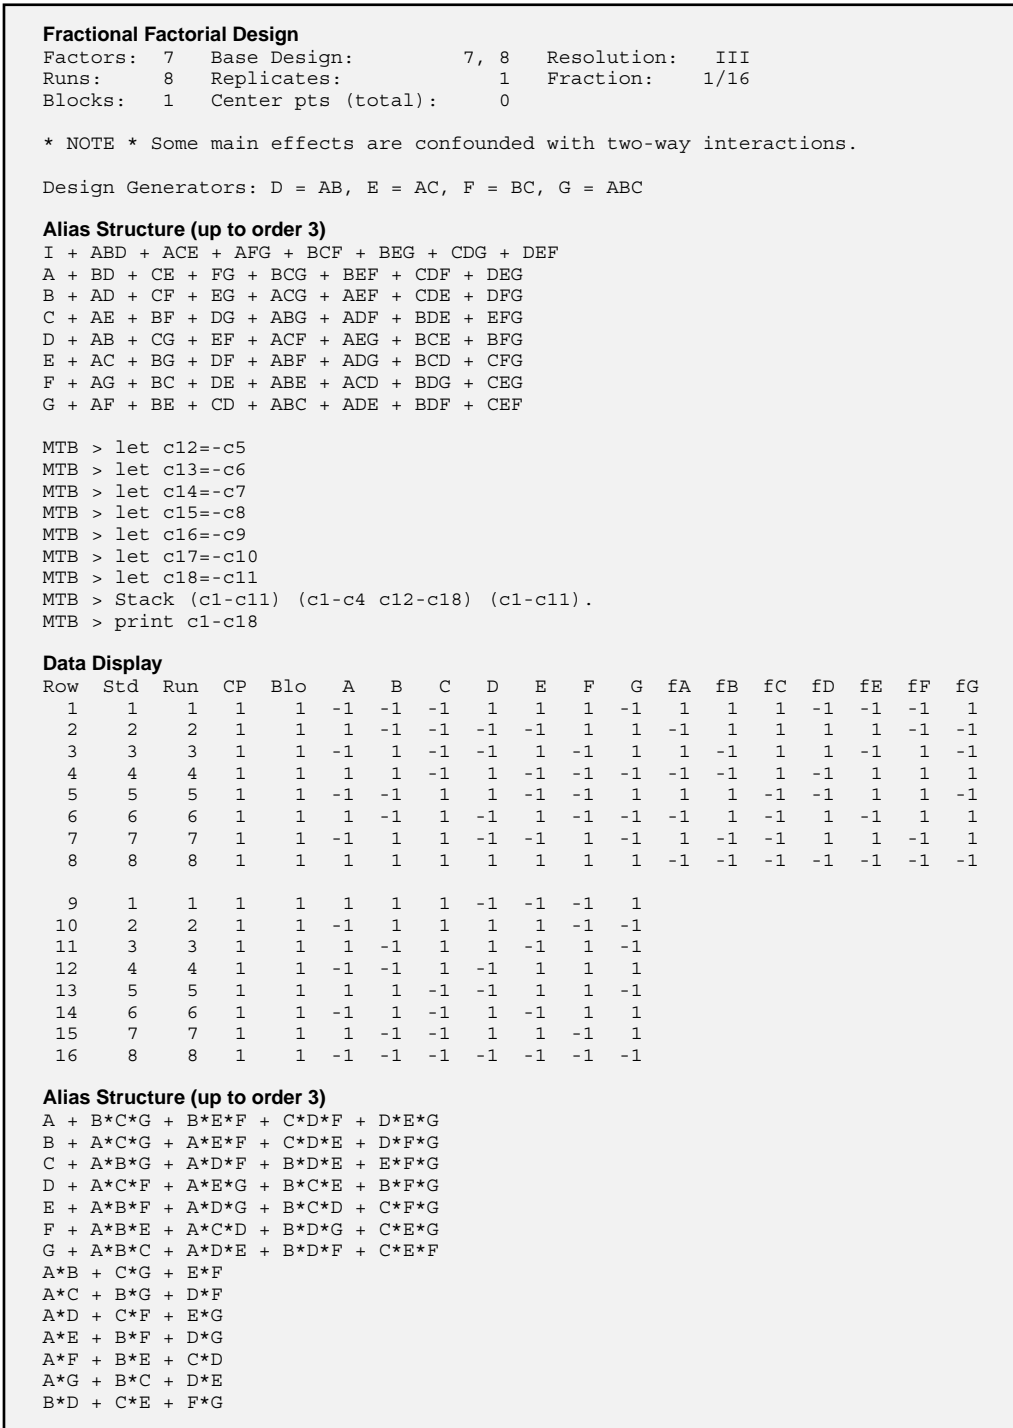 Fractional Factorial Design
Factors: 7 Base Design: 7, 8 Resolution: III
Runs: 8 Replicates: 1 Fraction: 1/16
Blocks: 1 Center pts (total): 0
* NOTE * Some main effects are confounded with two-way interactions.
Design Generators: D = AB, E = AC, F = BC, G = ABC
Alias Structure (up to order 3)
I + ABD + ACE + AFG + BCF + BEG + CDG + DEF
A + BD + CE + FG + BCG + BEF + CDF + DEG
B + AD + CF + EG + ACG + AEF + CDE + DFG
C + AE + BF + DG + ABG + ADF + BDE + EFG
D + AB + CG + EF + ACF + AEG + BCE + BFG
E + AC + BG + DF + ABF + ADG + BCD + CFG
F + AG + BC + DE + ABE + ACD + BDG + CEG
G + AF + BE + CD + ABC + ADE + BDF + CEF
MTB > let c12=-c5
MTB > let c13=-c6
MTB > let c14=-c7
MTB > let c15=-c8
MTB > let c16=-c9
MTB > let c17=-c10
MTB > let c18=-c11
MTB > Stack (c1-c11) (c1-c4 c12-c18) (c1-c11).
MTB > print c1-c18
Data Display
Row Std Run CP Blo A B C D E F G fA fB fC fD fE fF fG
1 1 1 1 1 -1 -1 -1 1 1 1 -1 1 1 1 -1 -1 -1 1
2 2 2 1 1 1 -1 -1 -1 -1 1 1 -1 1 1 1 1 -1 -1
3 3 3 1 1 -1 1 -1 -1 1 -1 1 1 -1 1 1 -1 1 -1
4 4 4 1 1 1 1 -1 1 -1 -1 -1 -1 -1 1 -1 1 1 1
5 5 5 1 1 -1 -1 1 1 -1 -1 1 1 1 -1 -1 1 1 -1
6 6 6 1 1 1 -1 1 -1 1 -1 -1 -1 1 -1 1 -1 1 1
7 7 7 1 1 -1 1 1 -1 -1 1 -1 1 -1 -1 1 1 -1 1
8 8 8 1 1 1 1 1 1 1 1 1 -1 -1 -1 -1 -1 -1 -1
9 1 1 1 1 1 1 1 -1 -1 -1 1
10 2 2 1 1 -1 1 1 1 1 -1 -1
11 3 3 1 1 1 -1 1 1 -1 1 -1
12 4 4 1 1 -1 -1 1 -1 1 1 1
13 5 5 1 1 1 1 -1 -1 1 1 -1
14 6 6 1 1 -1 1 -1 1 -1 1 1
15 7 7 1 1 1 -1 -1 1 1 -1 1
16 8 8 1 1 -1 -1 -1 -1 -1 -1 -1
Alias Structure (up to order 3)
A + B*C*G + B*E*F + C*D*F + D*E*G
B + A*C*G + A*E*F + C*D*E + D*F*G
C + A*B*G + A*D*F + B*D*E + E*F*G
D + A*C*F + A*E*G + B*C*E + B*F*G
E + A*B*F + A*D*G + B*C*D + C*F*G
F + A*B*E + A*C*D + B*D*G + C*E*G
G + A*B*C + A*D*E + B*D*F + C*E*F
A*B + C*G + E*F
A*C + B*G + D*F
A*D + C*F + E*G
A*E + B*F + D*G
A*F + B*E + C*D
A*G + B*C + D*E
B*D + C*E + F*G